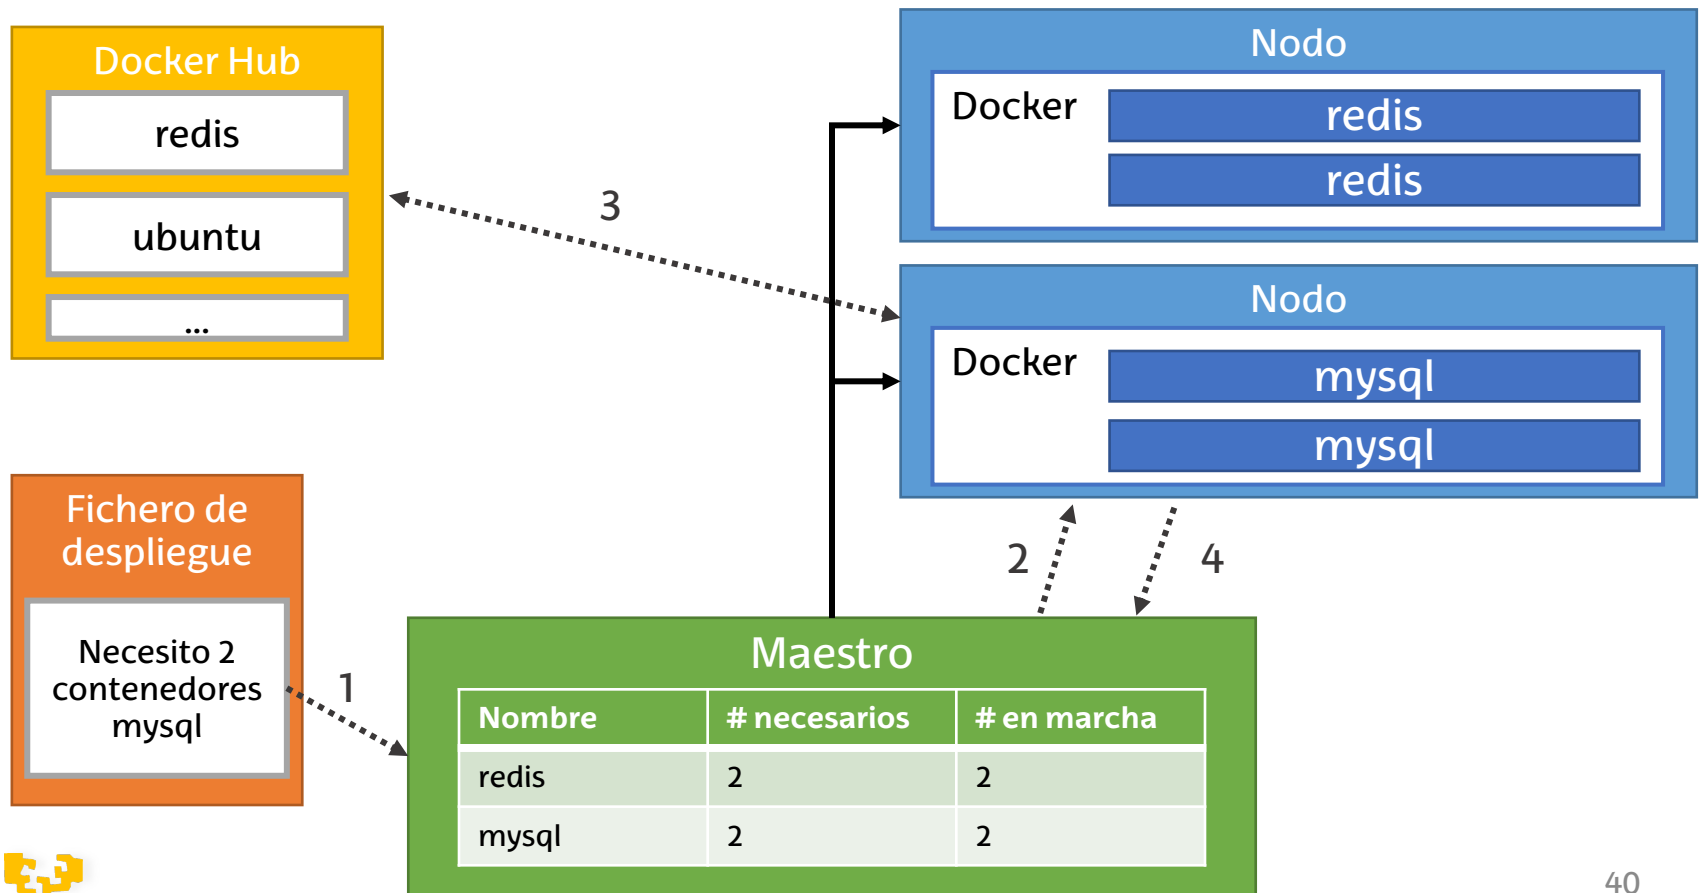 Docker Hub
redis
ubuntu
...
Nodo
Docker
redis
redis
3
Nodo
Docker
mysql
mysql
Fichero de
despliegue
Necesito 2
contenedores
mysql
1
2
4
Maestro
Nombre # necesarios # en marcha
redis 2 2
mysql 2 2
40